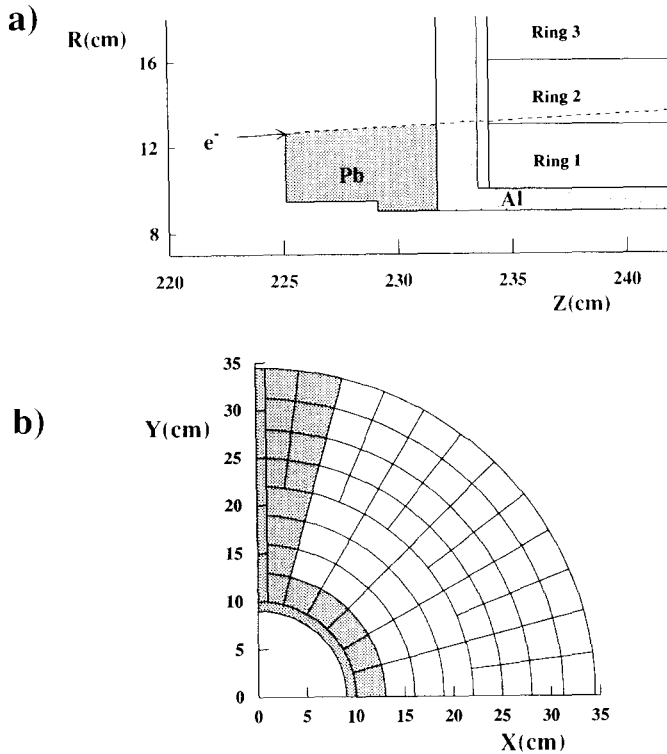 a)
R(cm)
16
12
8
e-
Pb
Ring 3
Ring 2
Ring 1
Al
220 225 230 235 240
Z(cm)
b)
Y(cm)
35
30
25
20
15
10
5
0
0 5 10 15 20 25 30 35
X(cm)